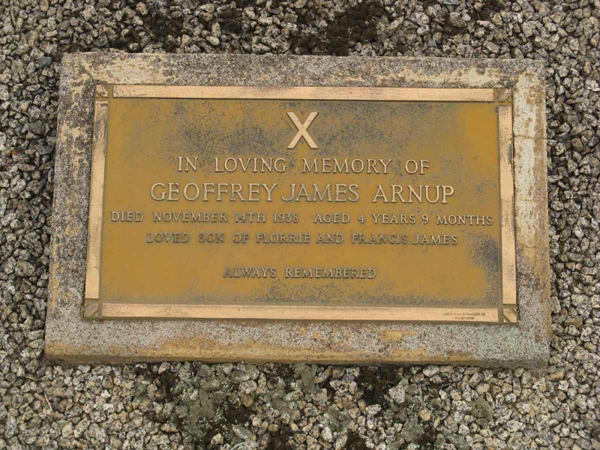 IN LOVING MEMORY OF
GEOFFREY JAMES ARNUP
DIED NOVEMBER 14TH 1938 AGED 4 YEARS 9 MONTHS
LOVED SON OF FLORRIE AND FRANCIS JAMES
ALWAYS REMEMBERED